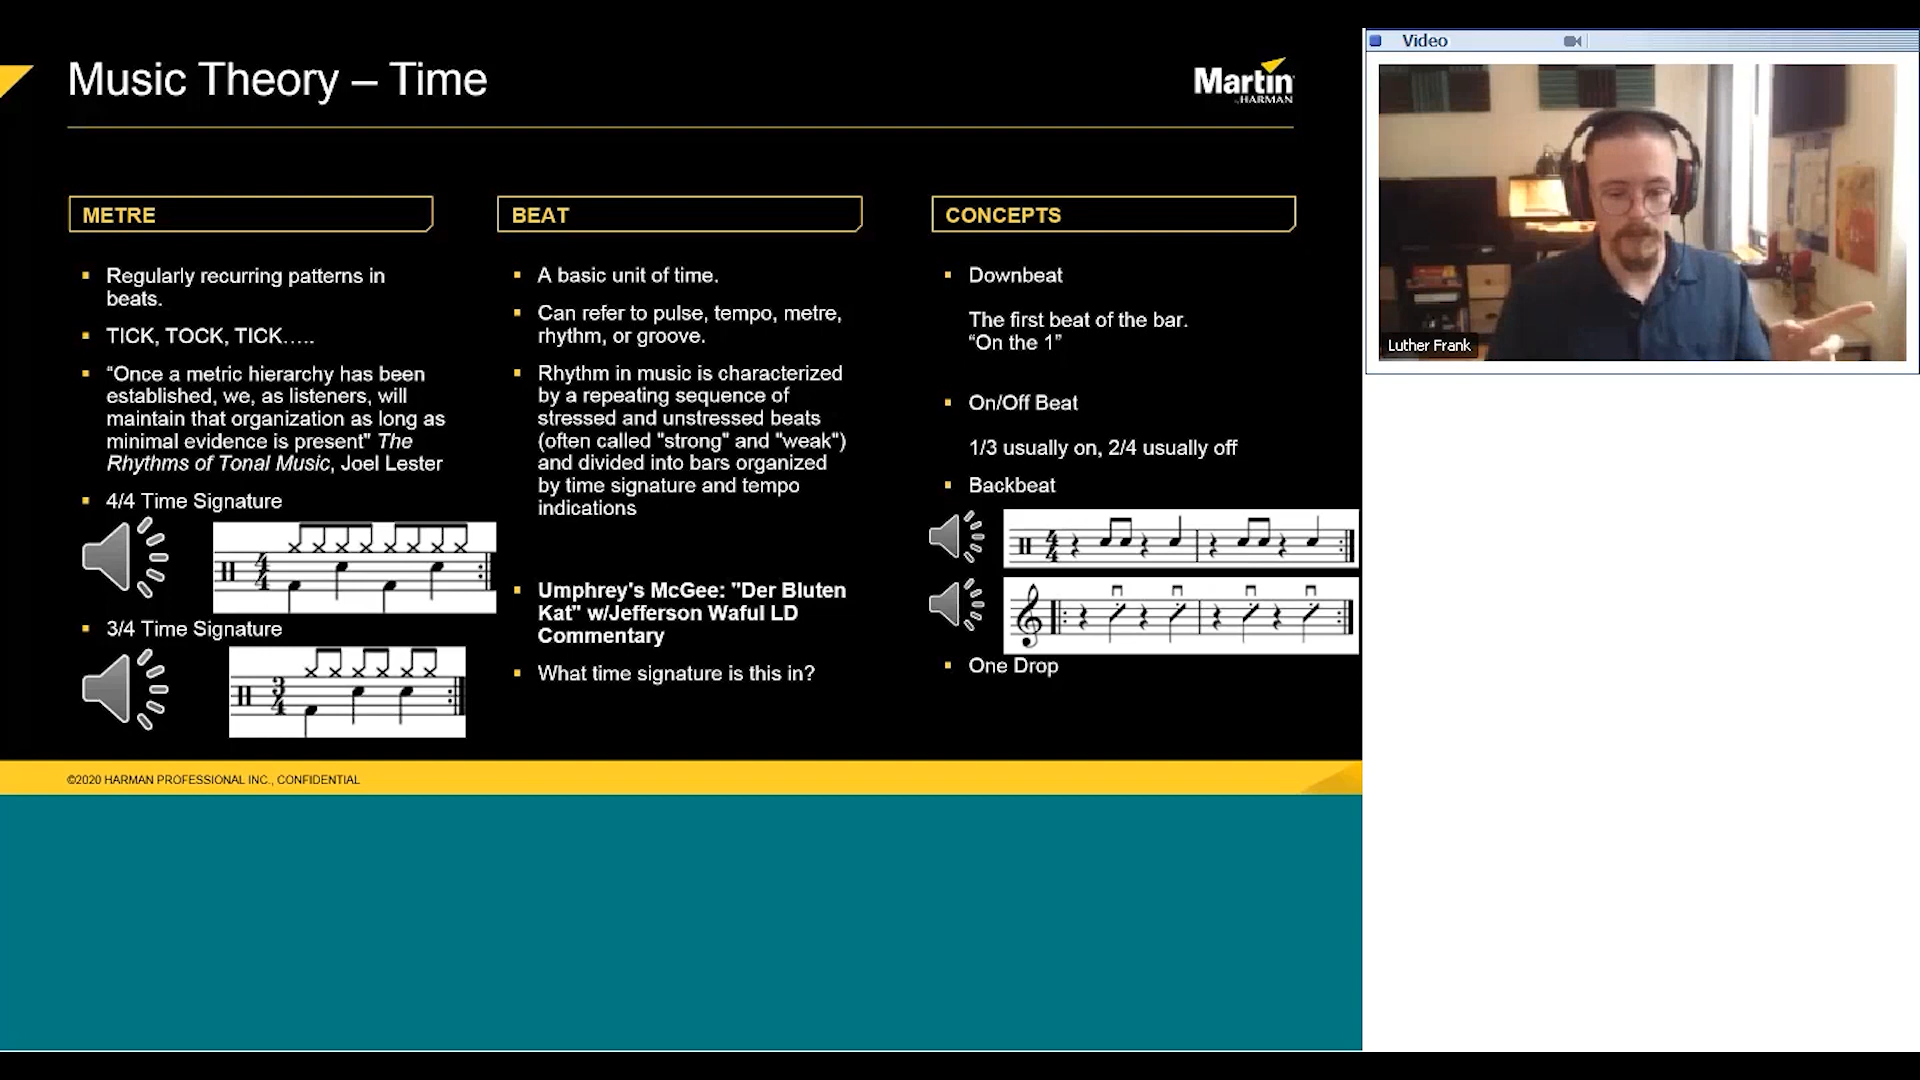 Music Theory – Time
Martin
by HARMAN
METRE
Regularly recurring patterns in
beats.
TICK, TOCK, TICK…..
“Once a metric hierarchy has been
established, we, as listeners, will
maintain that organization as long as
minimal evidence is present" The
Rhythms of Tonal Music, Joel Lester
4/4 Time Signature
4
4
3/4 Time Signature
3
4
BEAT
A basic unit of time.
Can refer to pulse, tempo, metre,
rhythm, or groove.
Rhythm in music is characterized
by a repeating sequence of
stressed and unstressed beats
(often called "strong" and "weak")
and divided into bars organized
by time signature and tempo
indications
Umphrey's McGee: "Der Bluten
Kat" w/Jefferson Waful LD
Commentary
What time signature is this in?
CONCEPTS
Downbeat
The first beat of the bar.
“On the 1”
On/Off Beat
1/3 usually on, 2/4 usually off
Backbeat
4
4
One Drop
©2020 HARMAN PROFESSIONAL INC., CONFIDENTIAL
Video
Luther Frank